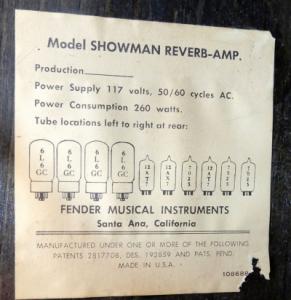 Model SHOWMAN REVERB-AMP.
Production
Power Supply 117 volts, 50/60 cycles AC.
Power Consumption 260 watts.
Tube locations left to right at rear:
6L6GC 6L6GC 6L6GC 6L6GC 12AT7 12AX7 7025 12AT7 7025 7025
FENDER MUSICAL INSTRUMENTS
Santa Ana, California
MANUFACTURED UNDER ONE OR MORE OF THE FOLLOWING
PATENTS 2817708, DES. 192859 AND PATS. PEND.
MADE IN U.S.A.